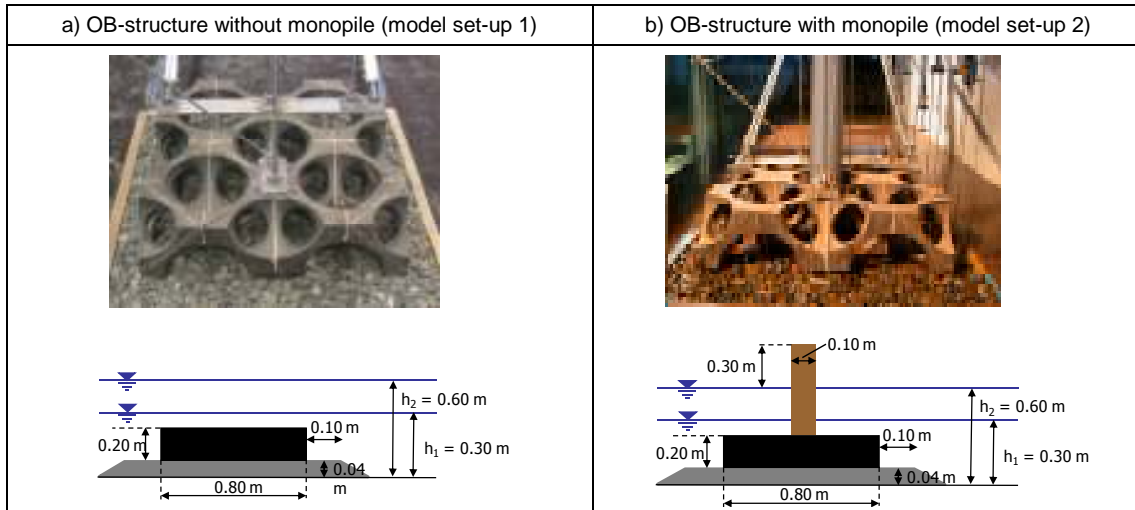 a) OB-structure without monopile (model set-up 1)
b) OB-structure with monopile (model set-up 2)
h₂ = 0.60 m
0.10 m
h₁ = 0.30 m
0.20 m
0.04
m
0.80 m
0.10 m
0.30 m
h₂ = 0.60 m
0.10 m
h₁ = 0.30 m
0.20 m
0.04 m
0.80 m